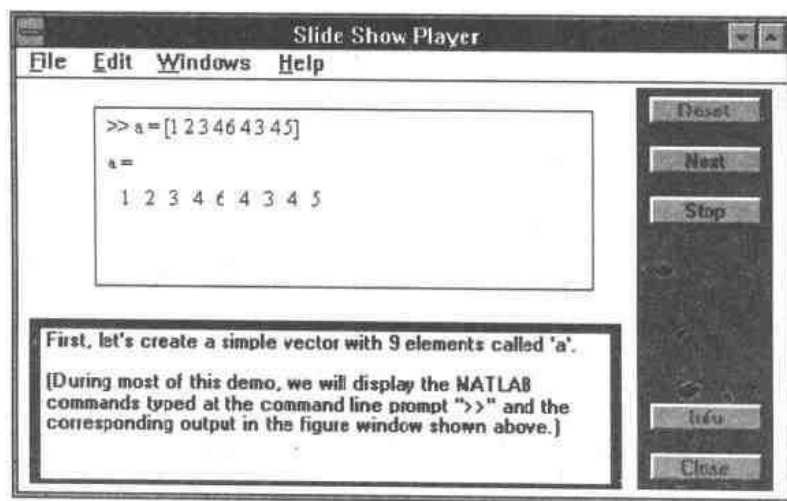 Slide Show Player
File Edit Windows Help
>> a = [1 2 3 4 6 4 3 4 5]
a =
1 2 3 4 6 4 3 4 5
First, let's create a simple vector with 9 elements called 'a'.
(During most of this demo, we will display the NATLAB
commands typed at the command line prompt ">>" and the
corresponding output in the figure window shown above.)
Reset
Next
Stop
Info
Close